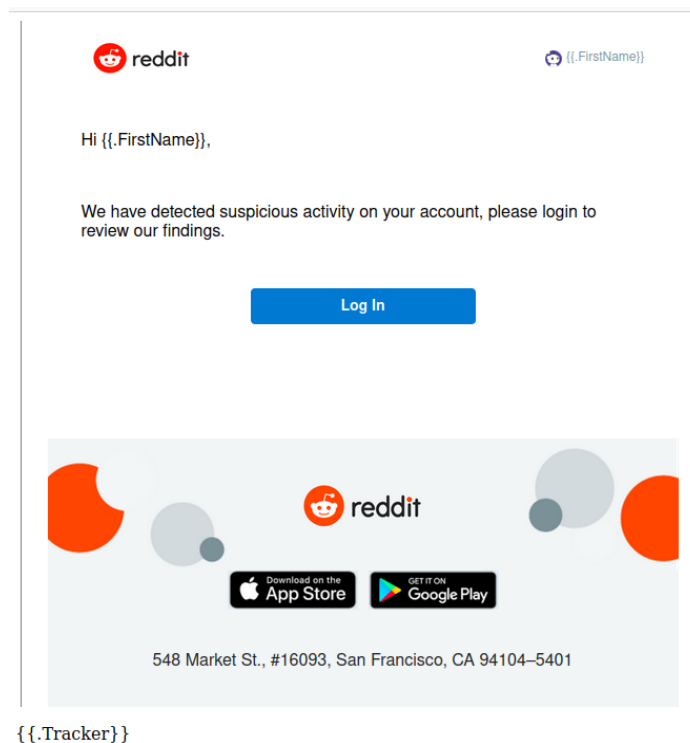 reddit
{{.FirstName}}
Hi {{.FirstName}},
We have detected suspicious activity on your account, please login to
review our findings.
Log In
reddit
Download on the
App Store
GET IT ON
Google Play
548 Market St., #16093, San Francisco, CA 94104–5401
{{.Tracker}}